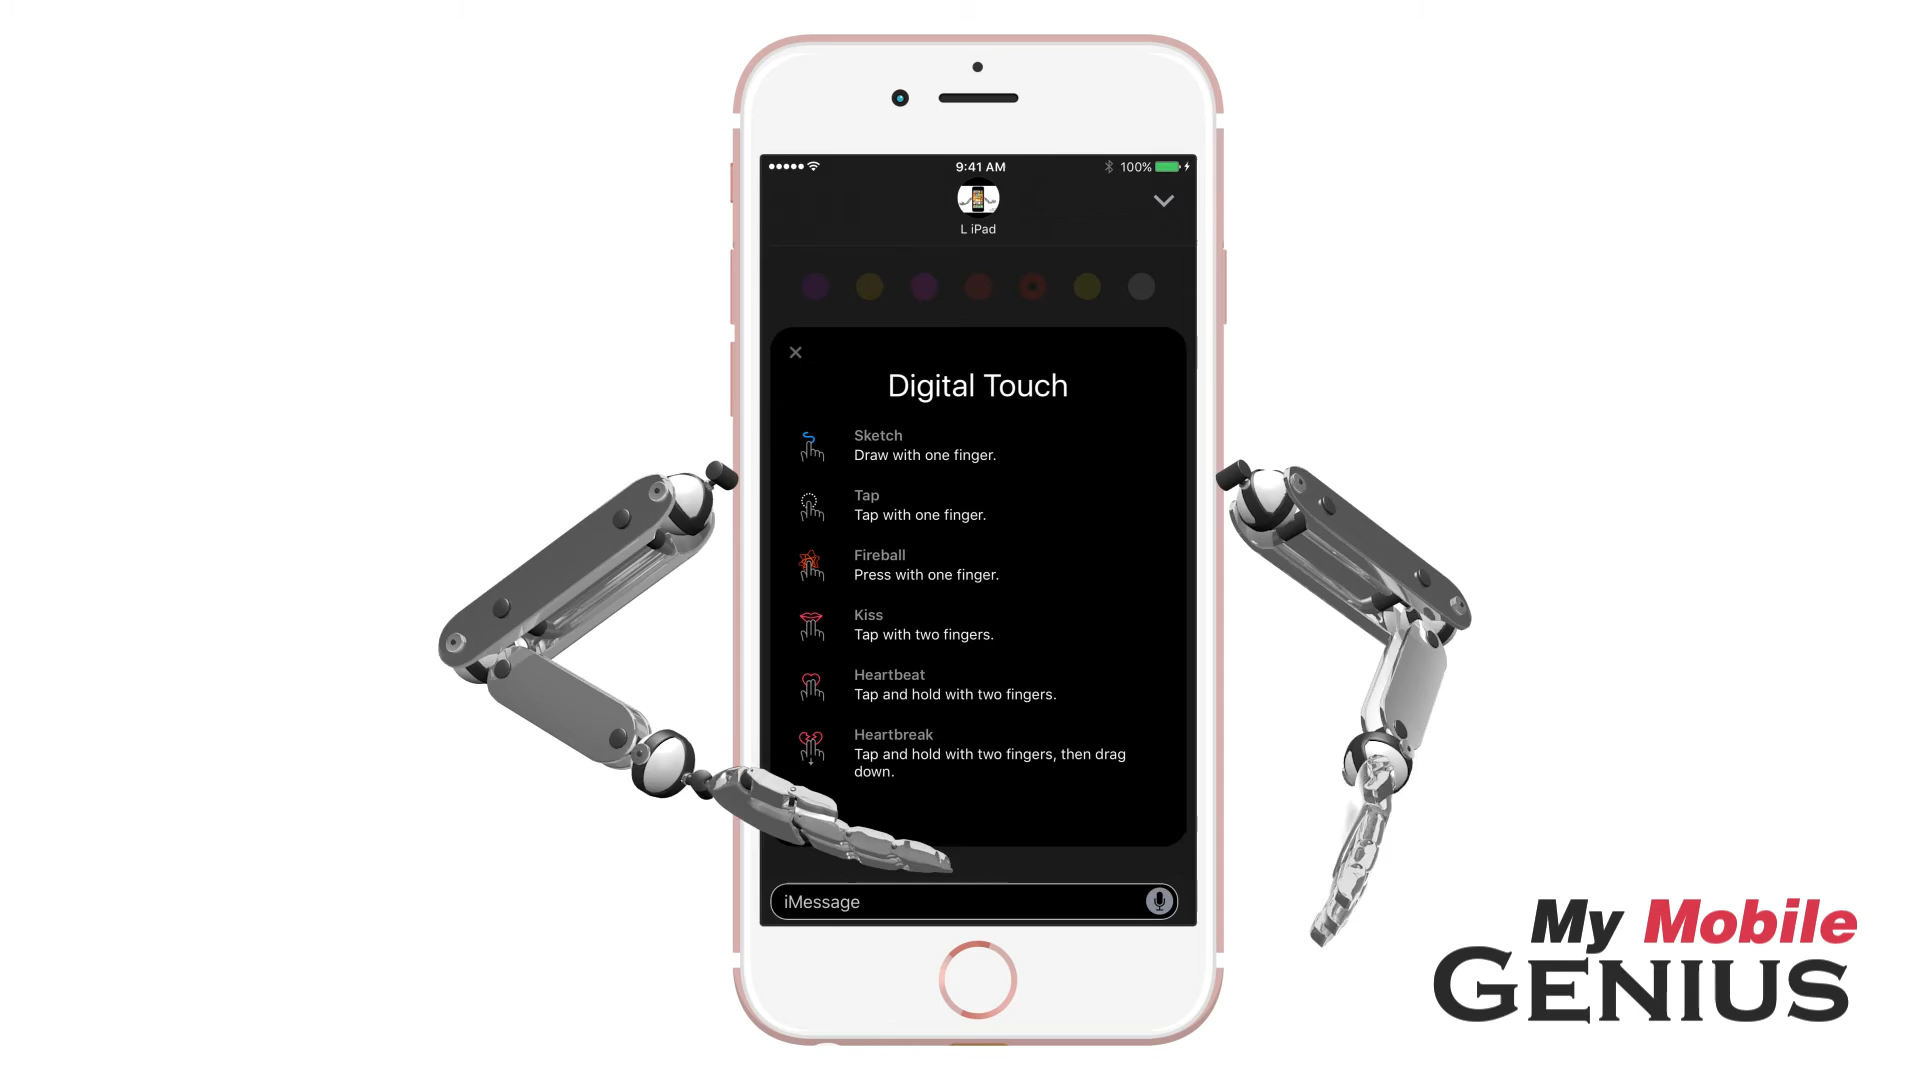 9:41 AM
100%
L iPad
Digital Touch
Sketch
Draw with one finger.
Tap
Tap with one finger.
Fireball
Press with one finger.
Kiss
Tap with two fingers.
Heartbeat
Tap and hold with two fingers.
Heartbreak
Tap and hold with two fingers, then drag
down.
iMessage
My Mobile
GENIUS